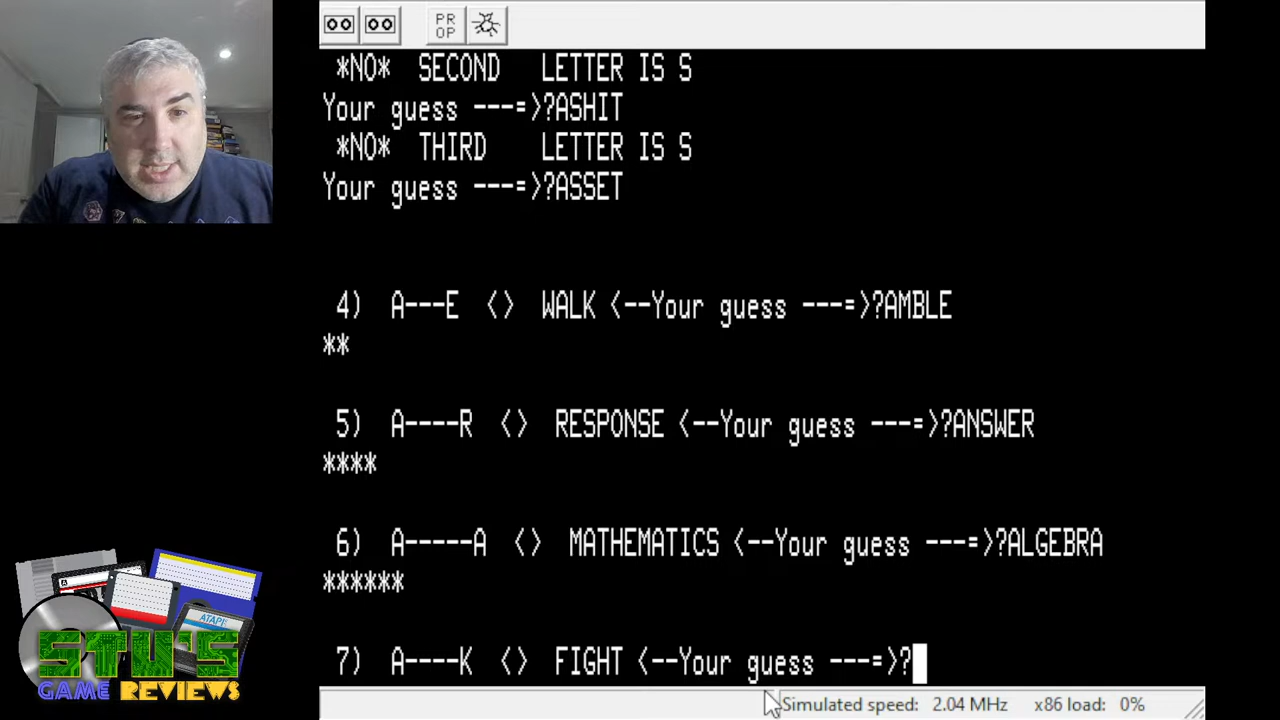 PR
OP
*NO* SECOND LETTER IS S
Your guess ---=>?ASHIT
*NO* THIRD LETTER IS S
Your guess ---=>?ASSET
4) A---E <> WALK <--Your guess ---=>?AMBLE
**
5) A----R <> RESPONSE <--Your guess ---=>?ANSWER
****
6) A-----A <> MATHEMATICS <--Your guess ---=>?ALGEBRA
******
7) A----K <> FIGHT <--Your guess ---=>?
Simulated speed: 2.04 MHz x86 load: 0%
ATARI
STU'S
GAME REVIEWS